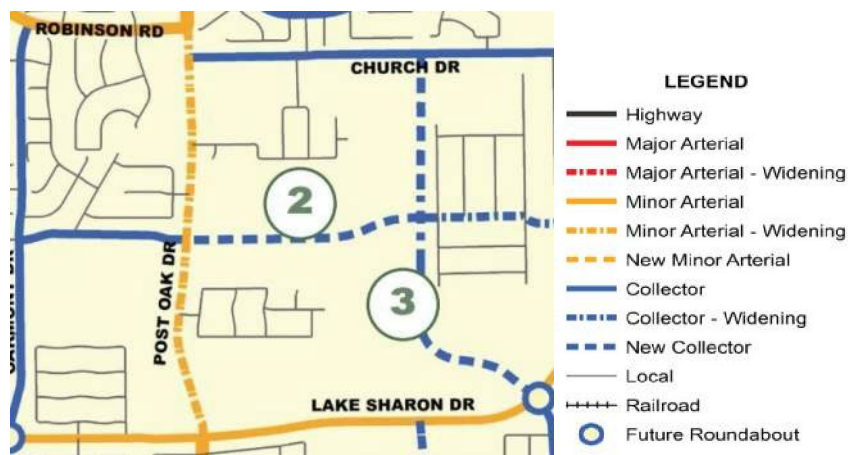 ROBINSON RD
CHURCH DR
2
POST OAK DR
3
LAKE SHARON DR
LEGEND
Highway
Major Arterial
Major Arterial - Widening
Minor Arterial
Minor Arterial - Widening
New Minor Arterial
Collector
Collector - Widening
New Collector
Local
Railroad
Future Roundabout